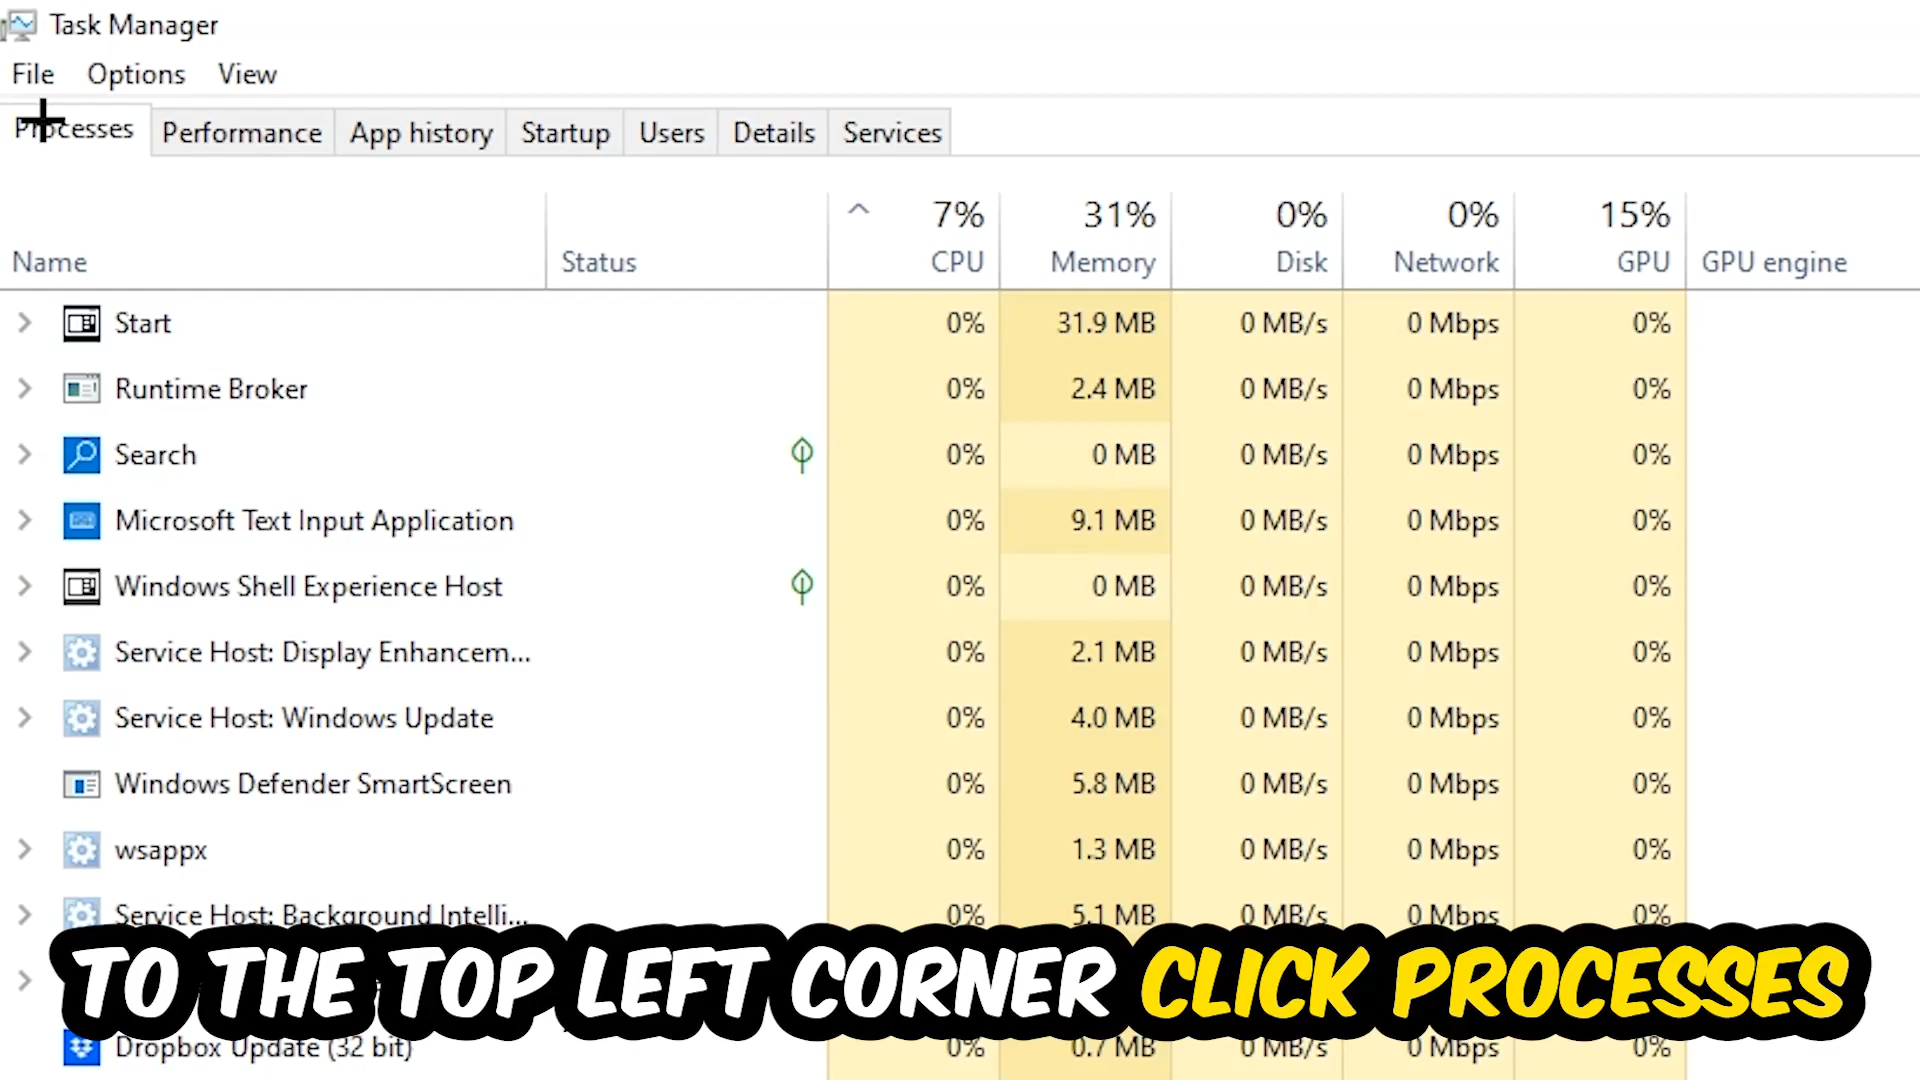 Task Manager
File Options View
Processes Performance App history Startup Users Details Services
7% 31% 0% 0% 15%
Name Status CPU Memory Disk Network GPU GPU engine
Start 0% 31.9 MB 0 MB/s 0 Mbps 0%
Runtime Broker 0% 2.4 MB 0 MB/s 0 Mbps 0%
Search 0% 0 MB 0 MB/s 0 Mbps 0%
Microsoft Text Input Application 0% 9.1 MB 0 MB/s 0 Mbps 0%
Windows Shell Experience Host 0% 0 MB 0 MB/s 0 Mbps 0%
Service Host: Display Enhancem... 0% 2.1 MB 0 MB/s 0 Mbps 0%
Service Host: Windows Update 0% 4.0 MB 0 MB/s 0 Mbps 0%
Windows Defender SmartScreen 0% 5.8 MB 0 MB/s 0 Mbps 0%
wsappx 0% 1.3 MB 0 MB/s 0 Mbps 0%
Service Host: Background Intelli... 0% 5.1 MB 0 MB/s 0 Mbps 0%
TO THE TOP LEFT CORNER CLICK PROCESSES
Dropbox Update (32 bit) 0% 0.7 MB 0 MB/s 0 Mbps 0%